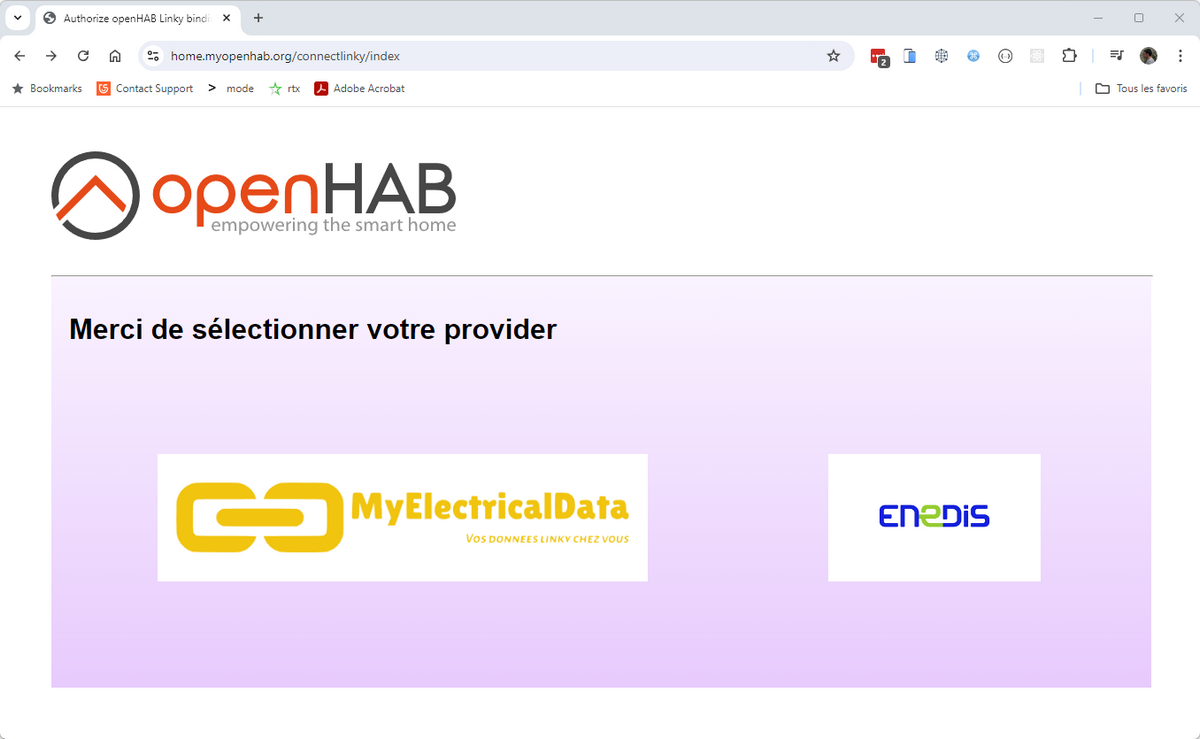 Authorize openHAB Linky bindi
home.myopenhab.org/connectlinky/index
2
Bookmarks
Contact Support
mode
rtx
Adobe Acrobat
Tous les favoris
openHAB
empowering the smart home
Merci de sélectionner votre provider
MyElectricalData
VOS DONNEES LINKY CHEZ VOUS
ENEDIS